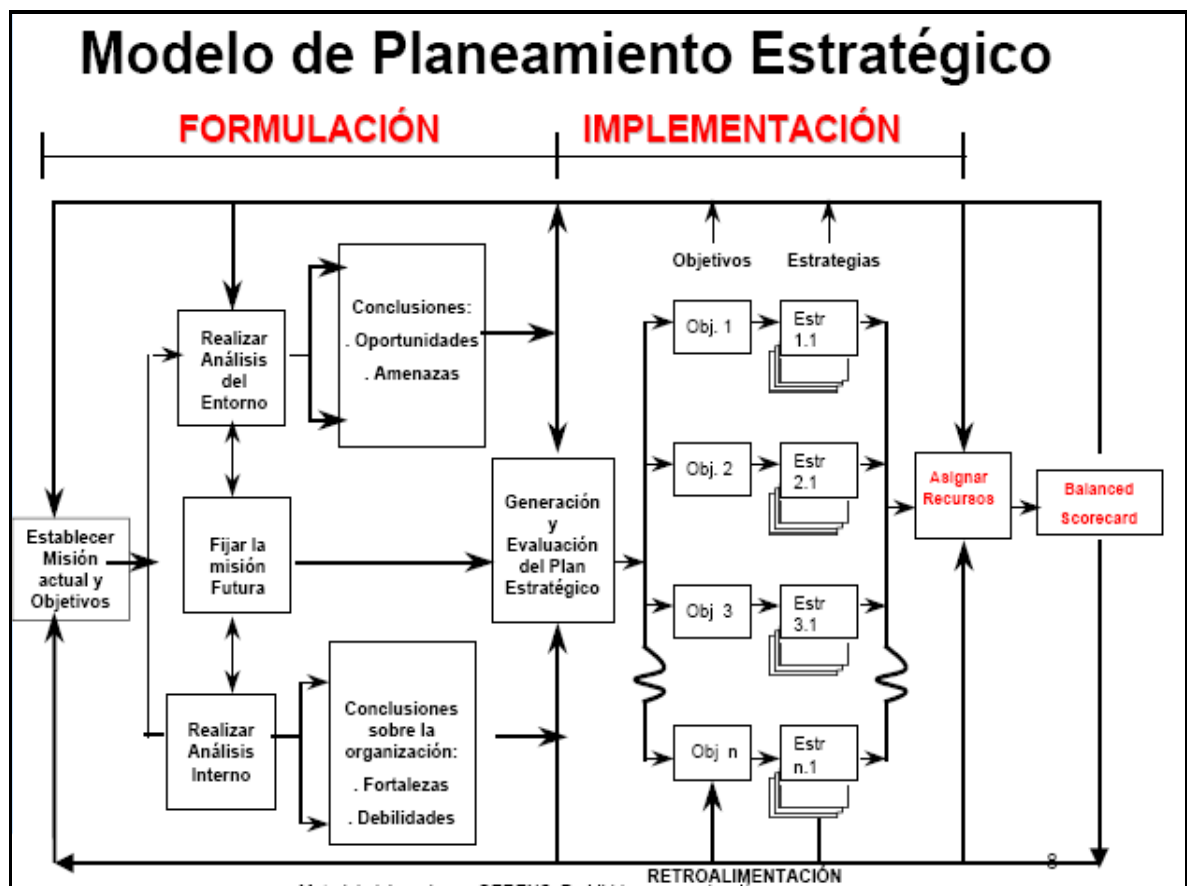 Modelo de Planeamiento Estratégico
FORMULACIÓN
IMPLEMENTACIÓN
Objetivos
Estrategias
Establecer
Misión
actual y
Objetivos
Realizar
Análisis
del
Entorno
Fijar la
misión
Futura
Realizar
Análisis
Interno
Conclusiones:
. Oportunidades
. Amenazas
Conclusiones
sobre la
organización:
. Fortalezas
. Debilidades
Generación
y
Evaluación
del Plan
Estratégico
Obj. 1
Estr
1.1
Obj. 2
Estr
2.1
Obj 3
Estr
3.1
Obj n
Estr
n.1
Asignar
Recursos
Balanced
Scorecard
8
RETROALIMENTACIÓN